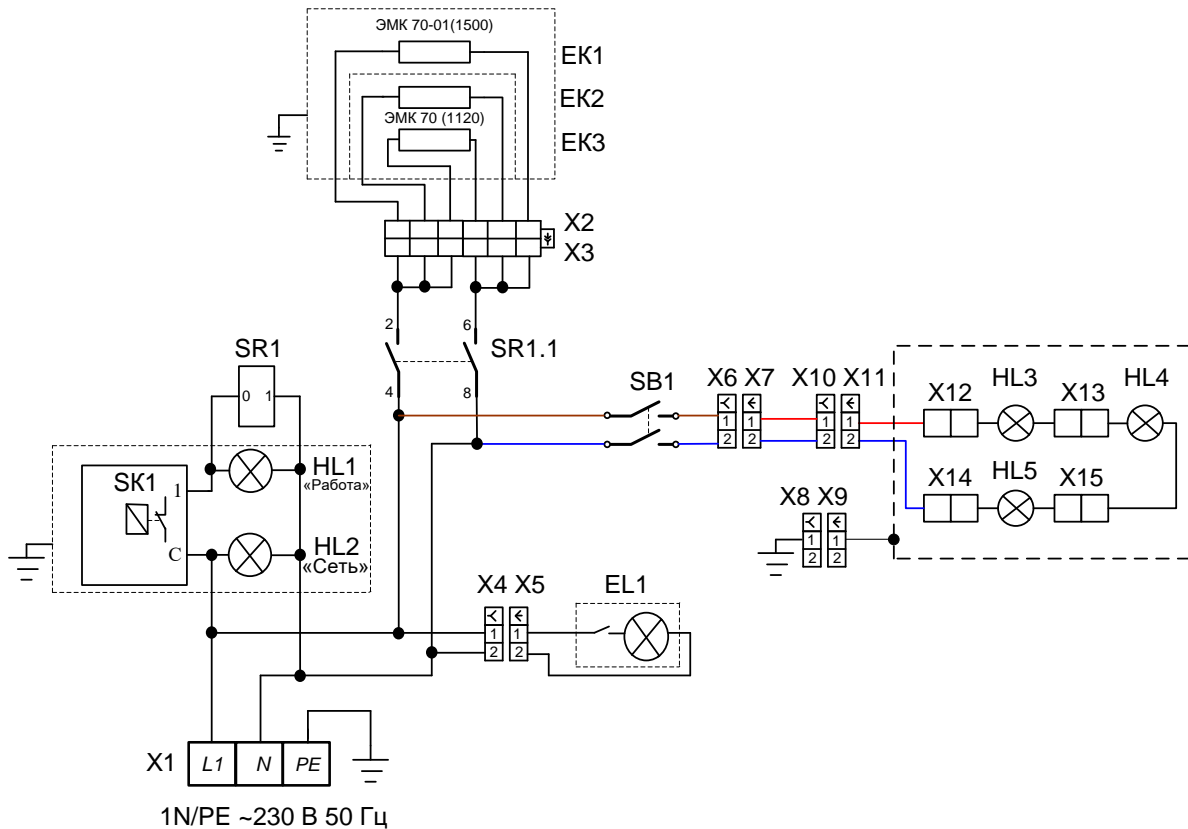 ЭМК 70-01(1500)
ЕК1
ЕК2
ЭМК 70 (1120)
ЕК3
X2
X3
2
6
SR1
SR1.1
0 1
4
8
SB1
X6 X7
X10 X11
X12
HL3
X13
HL4
1 1 1 1
2 2 2 2
SK1
1
HL1
«Работа»
X14
HL5
X15
X8 X9
C
HL2
«Сеть»
1 1
2 2
X4 X5
EL1
1 1
2 2
X1
L1
N
PE
1N/PE ~230 В 50 Гц